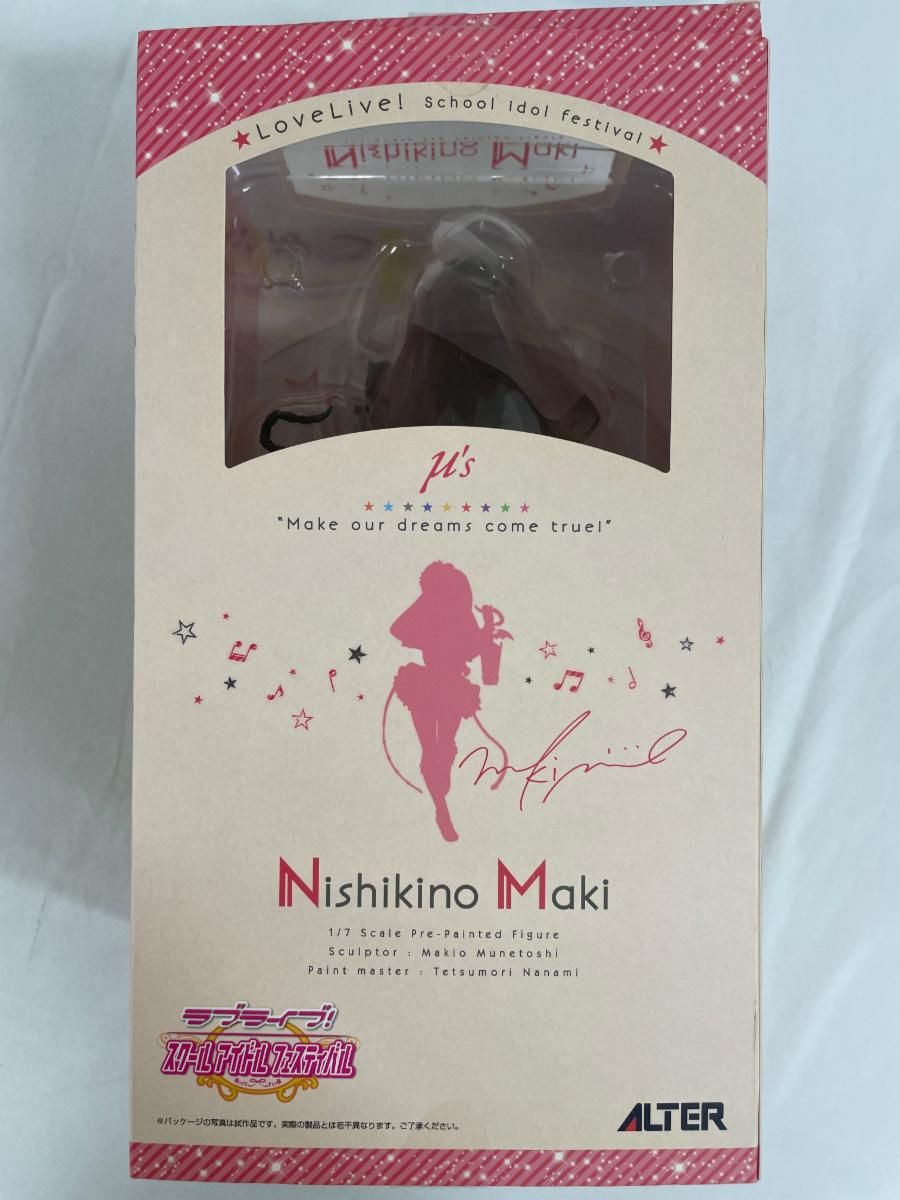 LoveLive! School idol festival
Nishikino Maki
μ's
"Make our dreams come true!"
Nishikino Maki
1/7 Scale Pre-Painted Figure
Sculptor : Makio Munetoshi
Paint master : Tetsumori Nanami
ラブライブ!
スクールアイドルフェスティバル
※パッケージの写真は試作品です。実際の製品とは若干異なります。ご了承ください。
ALTER